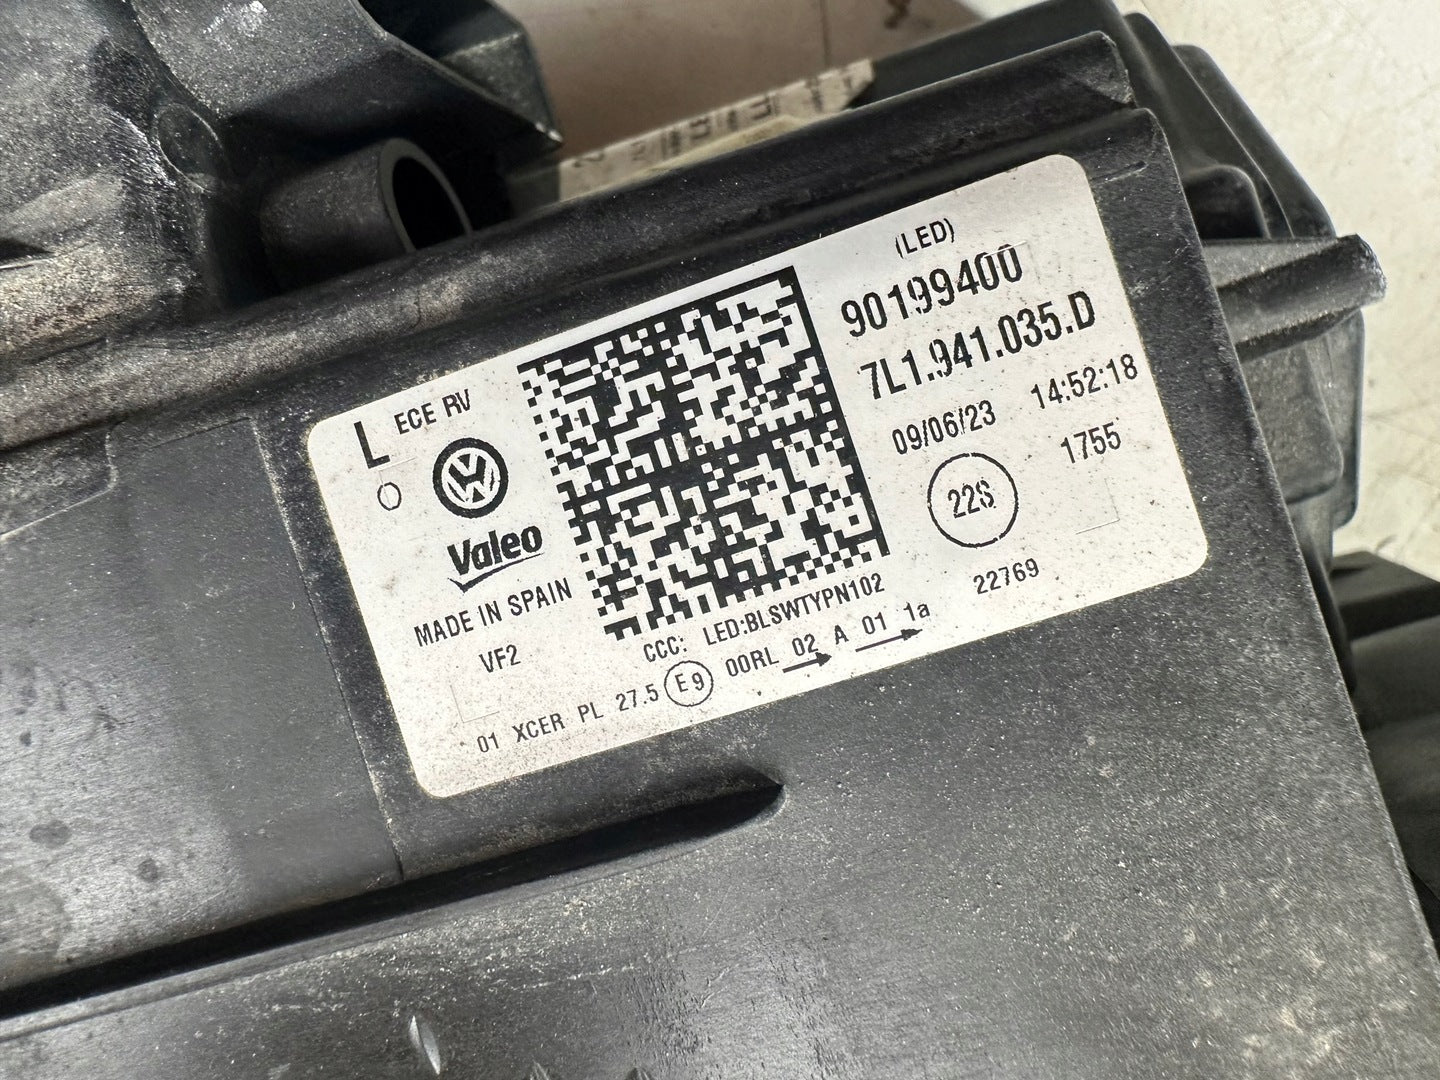 (LED)
90199400
7L1.941.035.D
09/06/23 14:52:18
22S 1755
22769
L ECE RV
O
Valeo
MADE IN SPAIN
VF2
CCC: LED:BLSWTYPN102
01 XCER PL 27.5 E9 00RL 02 A 01 1a